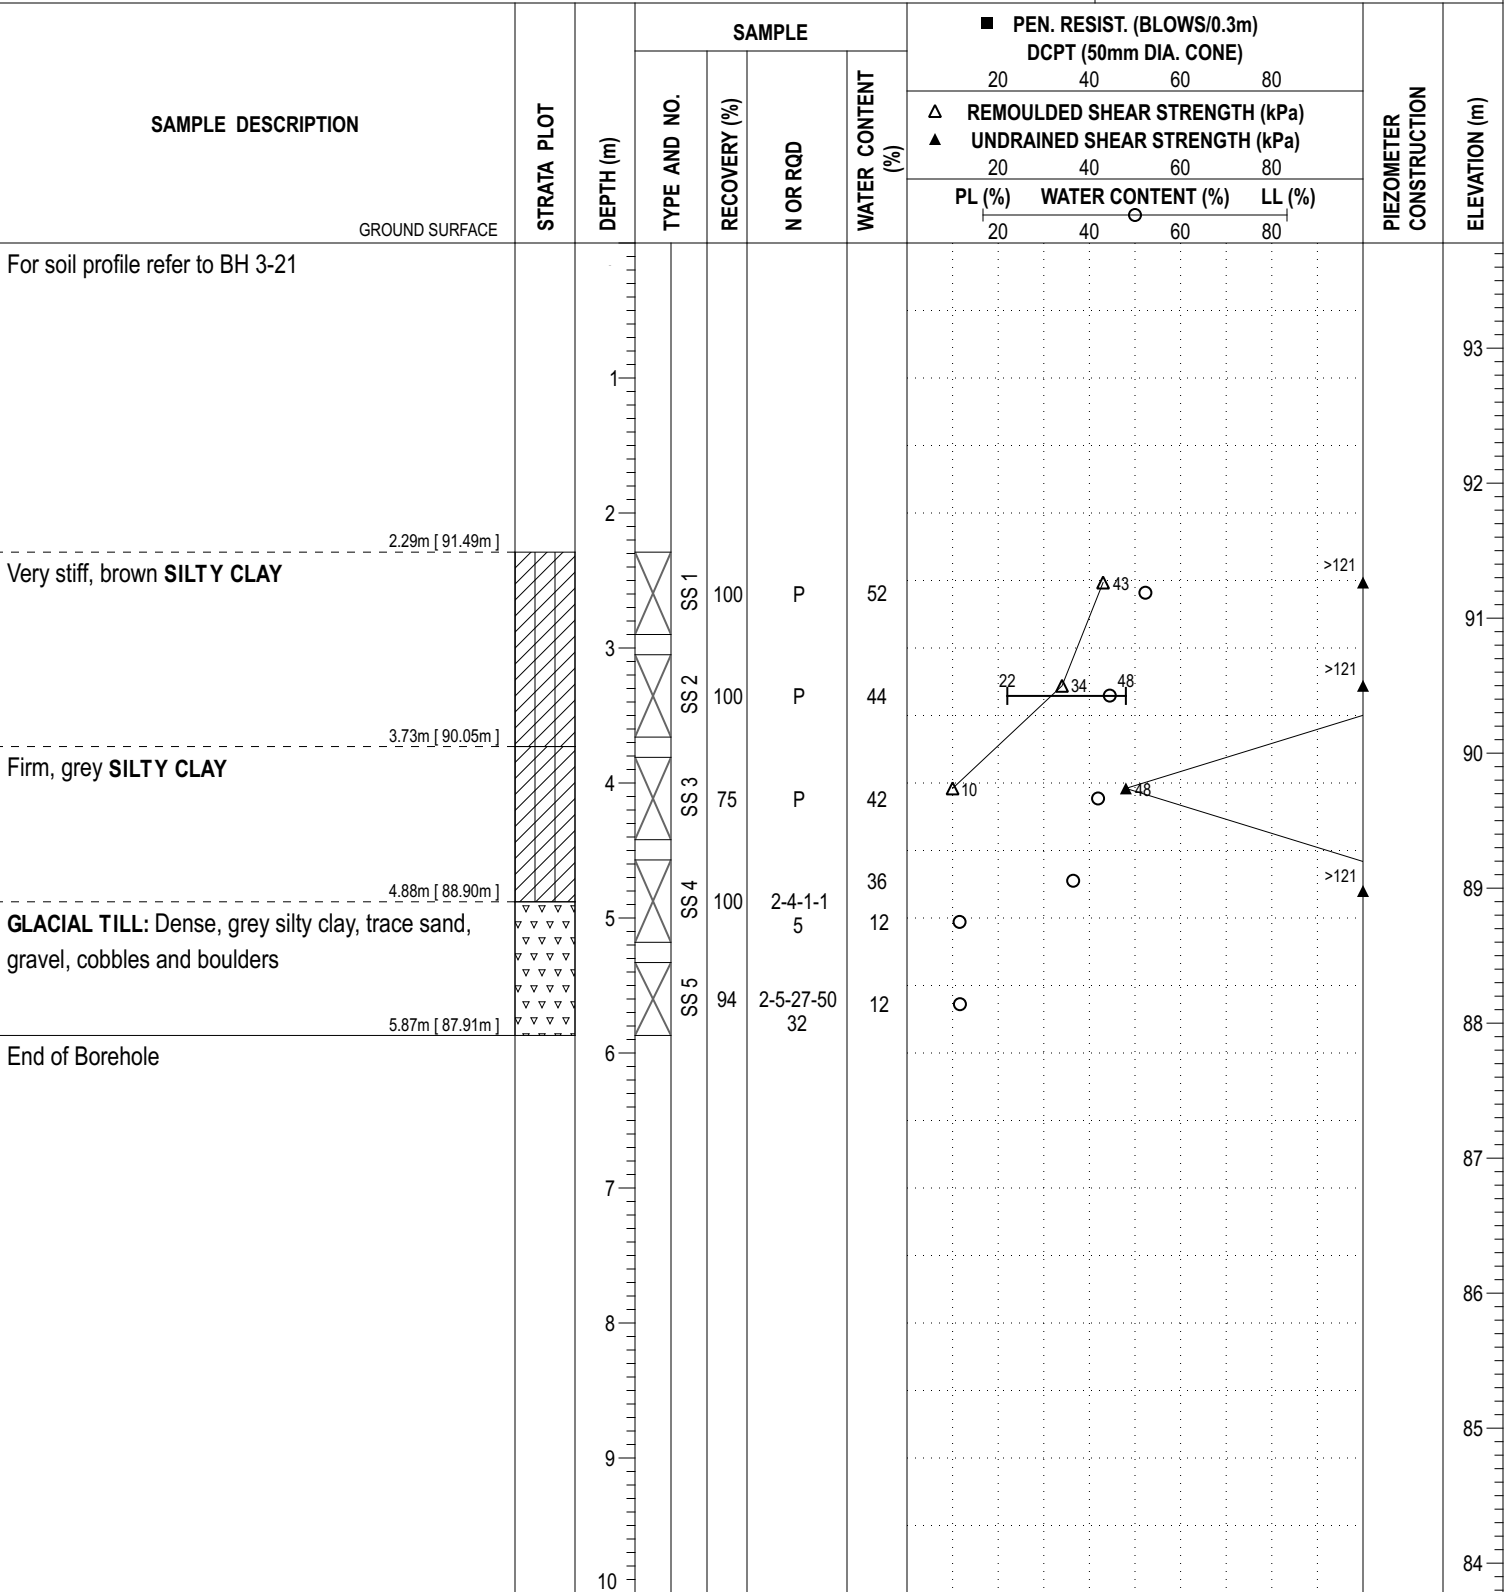 SAMPLE DESCRIPTION
GROUND SURFACE
STRATA PLOT
DEPTH (m)
SAMPLE
TYPE AND NO.
RECOVERY (%)
N OR RQD
WATER CONTENT
(%)
■ PEN. RESIST. (BLOWS/0.3m)
DCPT (50mm DIA. CONE)
20 40 60 80
△ REMOULDED SHEAR STRENGTH (kPa)
▲ UNDRAINED SHEAR STRENGTH (kPa)
20 40 60 80
PL (%) WATER CONTENT (%) LL (%)
20 40 60 80
PIEZOMETER
CONSTRUCTION
ELEVATION (m)
For soil profile refer to BH 3-21
93
1
92
2
2.29m [ 91.49m ]
Very stiff, brown SILTY CLAY
>121
43
SS 1 100 P 52
91
3
>121
22 34 48
SS 2 100 P 44
3.73m [ 90.05m ]
90
Firm, grey SILTY CLAY
4
10 48
SS 3 75 P 42
36
>121
4.88m [ 88.90m ]
89
SS 4 100 2-4-1-1
5
GLACIAL TILL: Dense, grey silty clay, trace sand,
gravel, cobbles and boulders
5
12
SS 5 94 2-5-27-50
32
12
5.87m [ 87.91m ]
88
End of Borehole
6
87
7
86
8
85
9
84
10